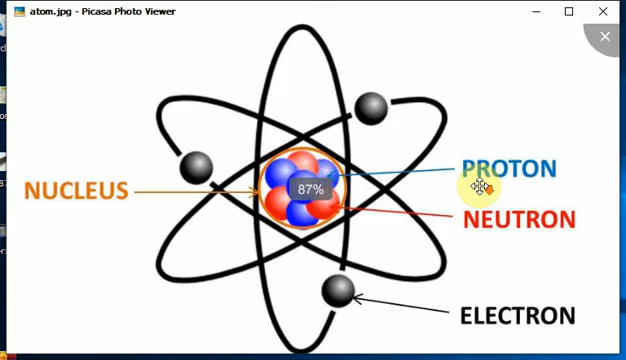 atom.jpg - Picasa Photo Viewer
PROTON
87%
NUCLEUS
NEUTRON
ELECTRON